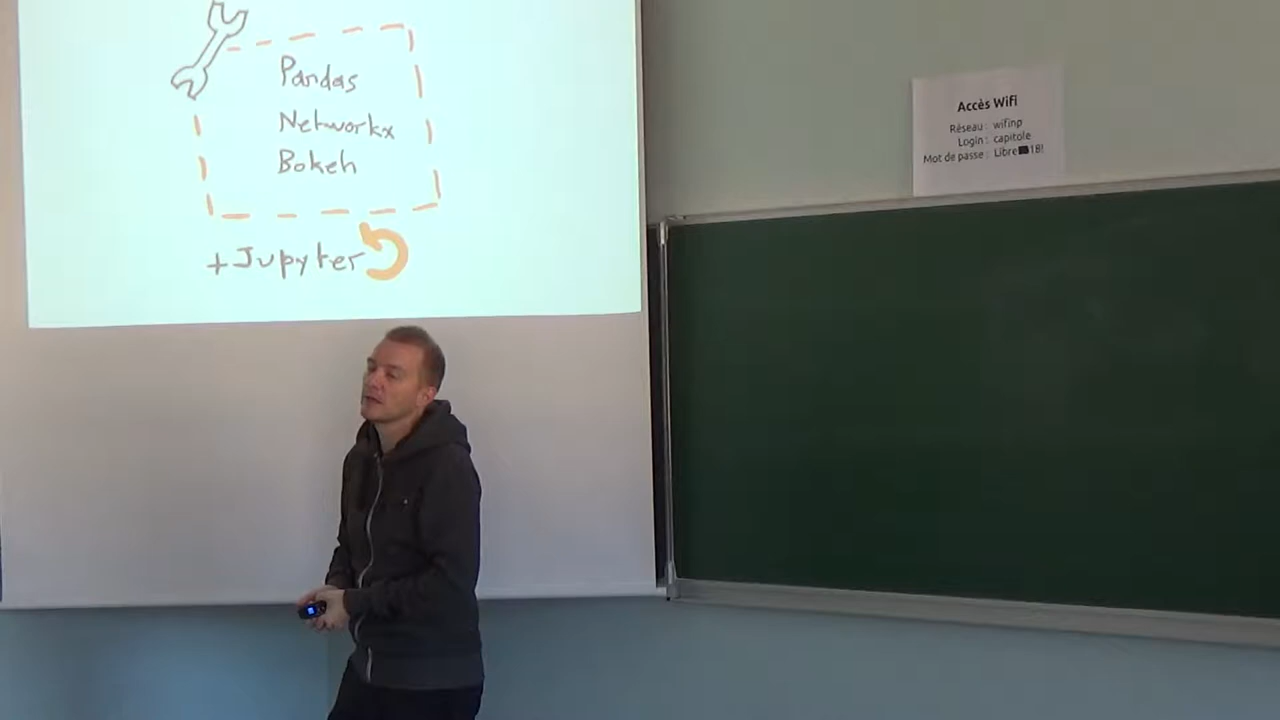 Pandas
Networkx
Bokeh
+Jupyter
Accès Wifi
Réseau : wifinp
Login : capitole
Mot de passe : Libre 18!